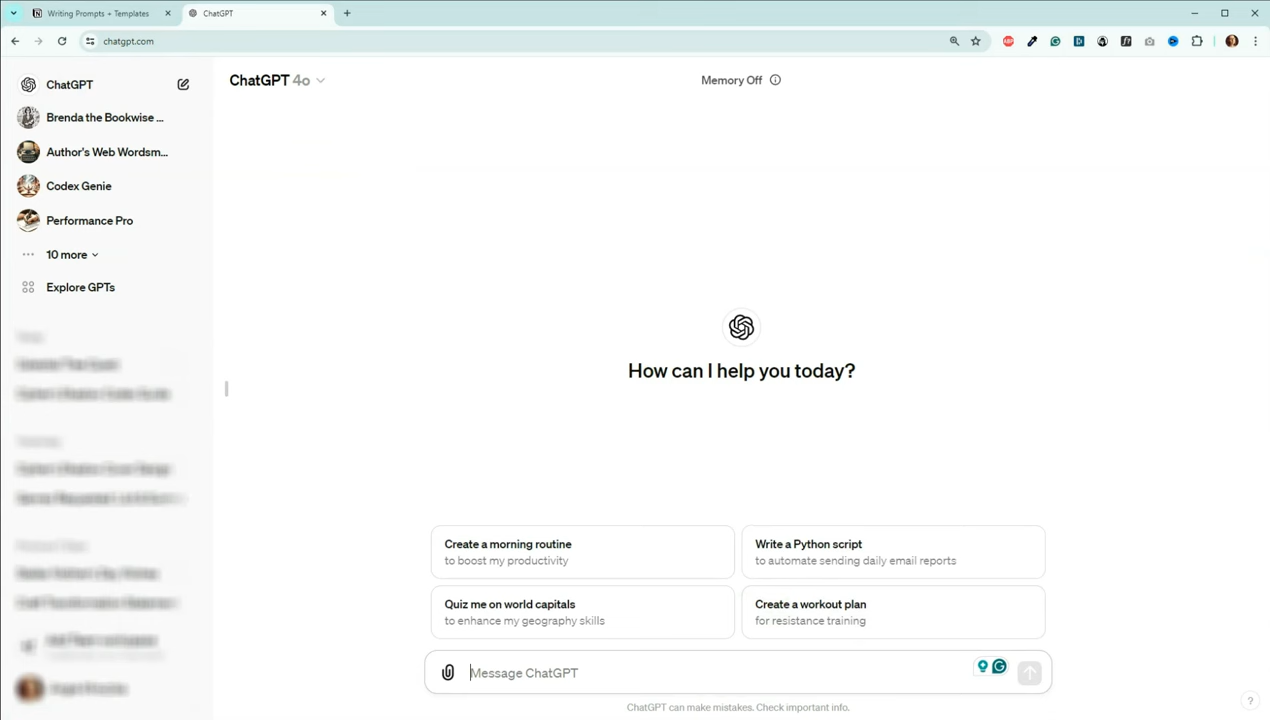 Writing Prompts + Templates
ChatGPT
chatgpt.com
ChatGPT
Brenda the Bookwise ...
Author's Web Wordsm...
Codex Genie
Performance Pro
10 more
Explore GPTs
ChatGPT 4o
Memory Off
How can I help you today?
Create a morning routine
to boost my productivity
Write a Python script
to automate sending daily email reports
Quiz me on world capitals
to enhance my geography skills
Create a workout plan
for resistance training
Message ChatGPT
ChatGPT can make mistakes. Check important info.
?